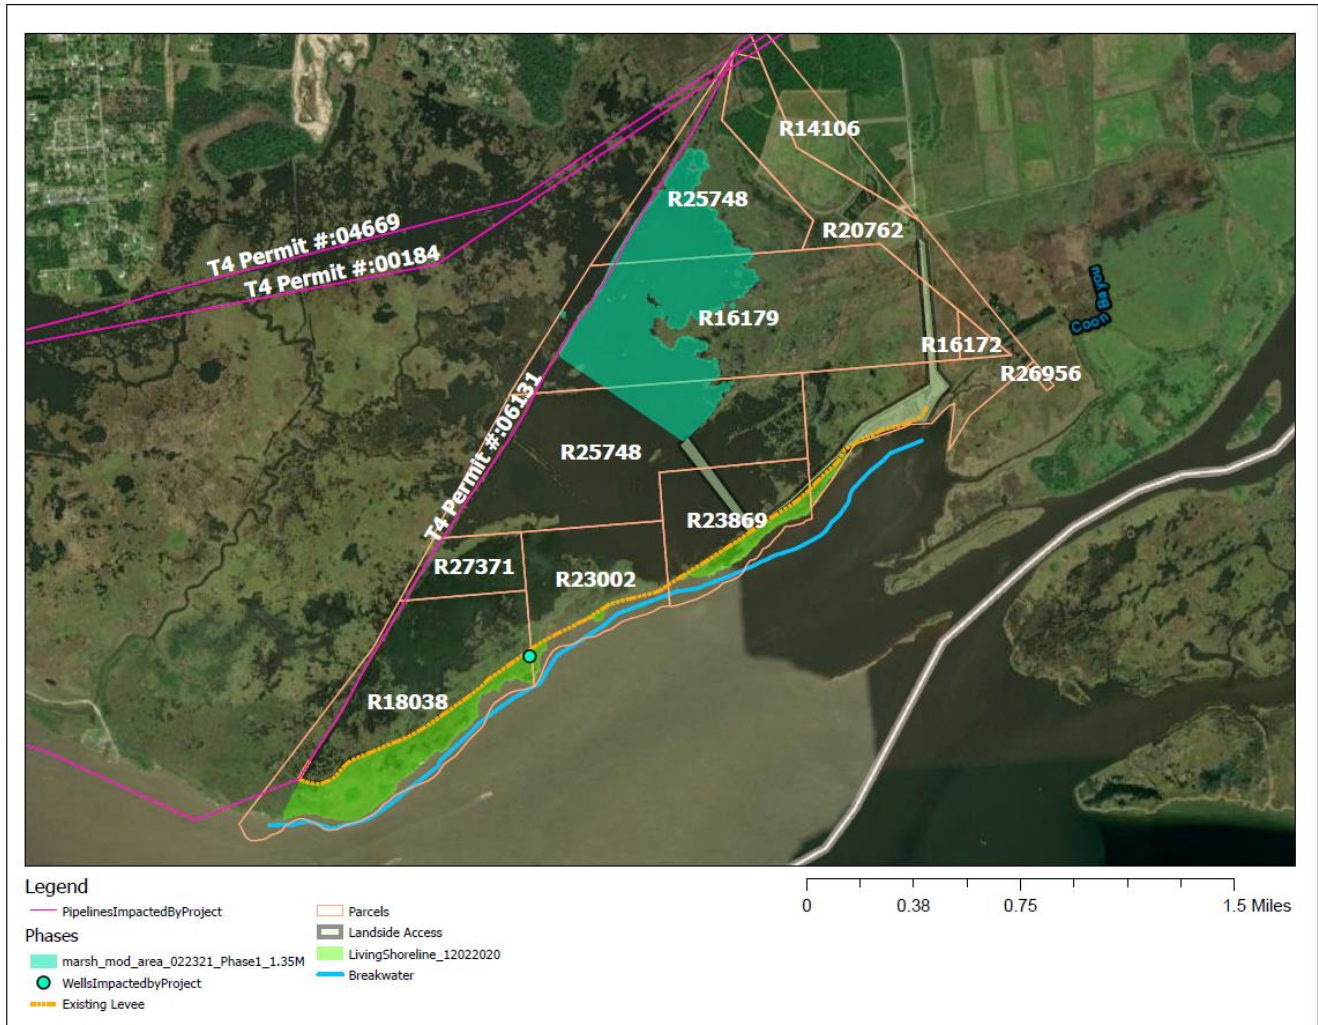 R14106
R25748
R20762
T4 Permit #:04669
T4 Permit #:00184
Coon Bayou
R16179
R16172
R26956
T4 Permit #:06131
R25748
R23869
R27371
R23002
R18038
Legend
PipelinesImpactedByProject
Phases
marsh_mod_area_022321_Phase1_1.35M
WellsImpactedbyProject
Existing Levee
Parcels
Landside Access
LivingShoreline_12022020
Breakwater
0 0.38 0.75 1.5 Miles